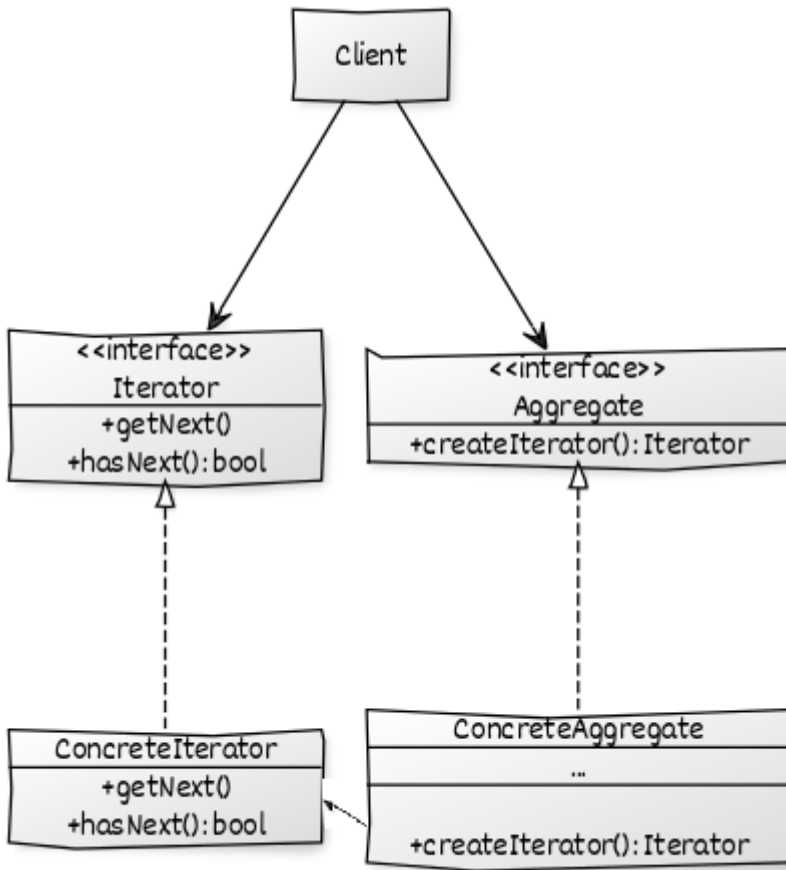 Client
<<interface>>
Iterator
+getNext()
+hasNext():bool
<<interface>>
Aggregate
+createIterator():Iterator
ConcreteIterator
+getNext()
+hasNext():bool
ConcreteAggregate
...
+createIterator():Iterator